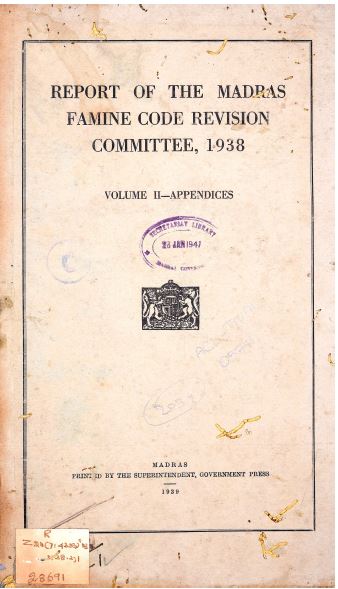 REPORT OF THE MADRAS
FAMINE CODE REVISION
COMMITTEE, 1938
VOLUME II—APPENDICES
SECRETARIAT LIBRARY
28 JAN 1947
C
MADRAS
PRINTED BY THE SUPERINTENDENT, GOVERNMENT PRESS
1939
R
23691